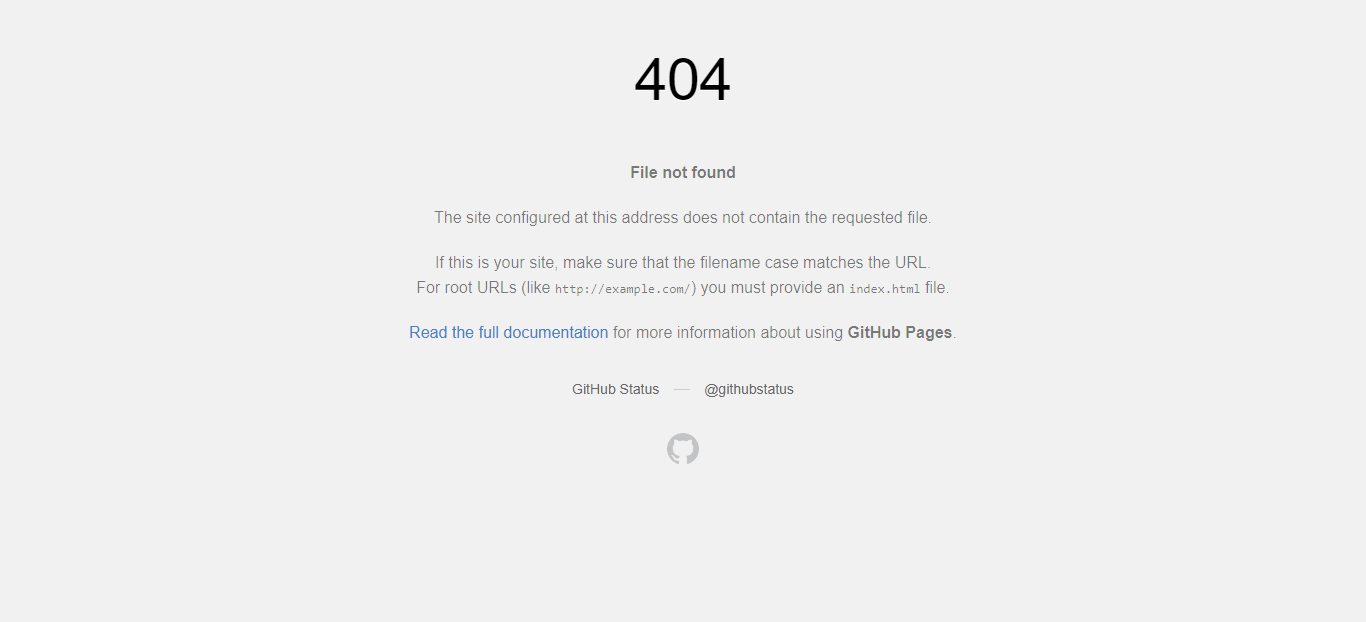 404
File not found
The site configured at this address does not contain the requested file.
If this is your site, make sure that the filename case matches the URL.
For root URLs (like http://example.com/) you must provide an index.html file.
Read the full documentation for more information about using GitHub Pages.
GitHub Status — @githubstatus